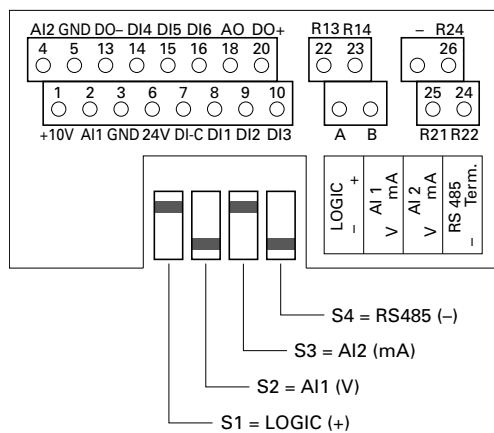 AI2 GND DO– DI4 DI5 DI6 AO DO+
4 5 13 14 15 16 18 20
1 2 3 6 7 8 9 10
+10V AI1 GND 24V DI-C DI1 DI2 DI3
R13 R14
22 23
A B
– R24
26
25 24
R21 R22
LOGIC
– +
AI 1
V mA
AI 2
V mA
RS 485
– Term.
S4 = RS485 (–)
S3 = AI2 (mA)
S2 = AI1 (V)
S1 = LOGIC (+)